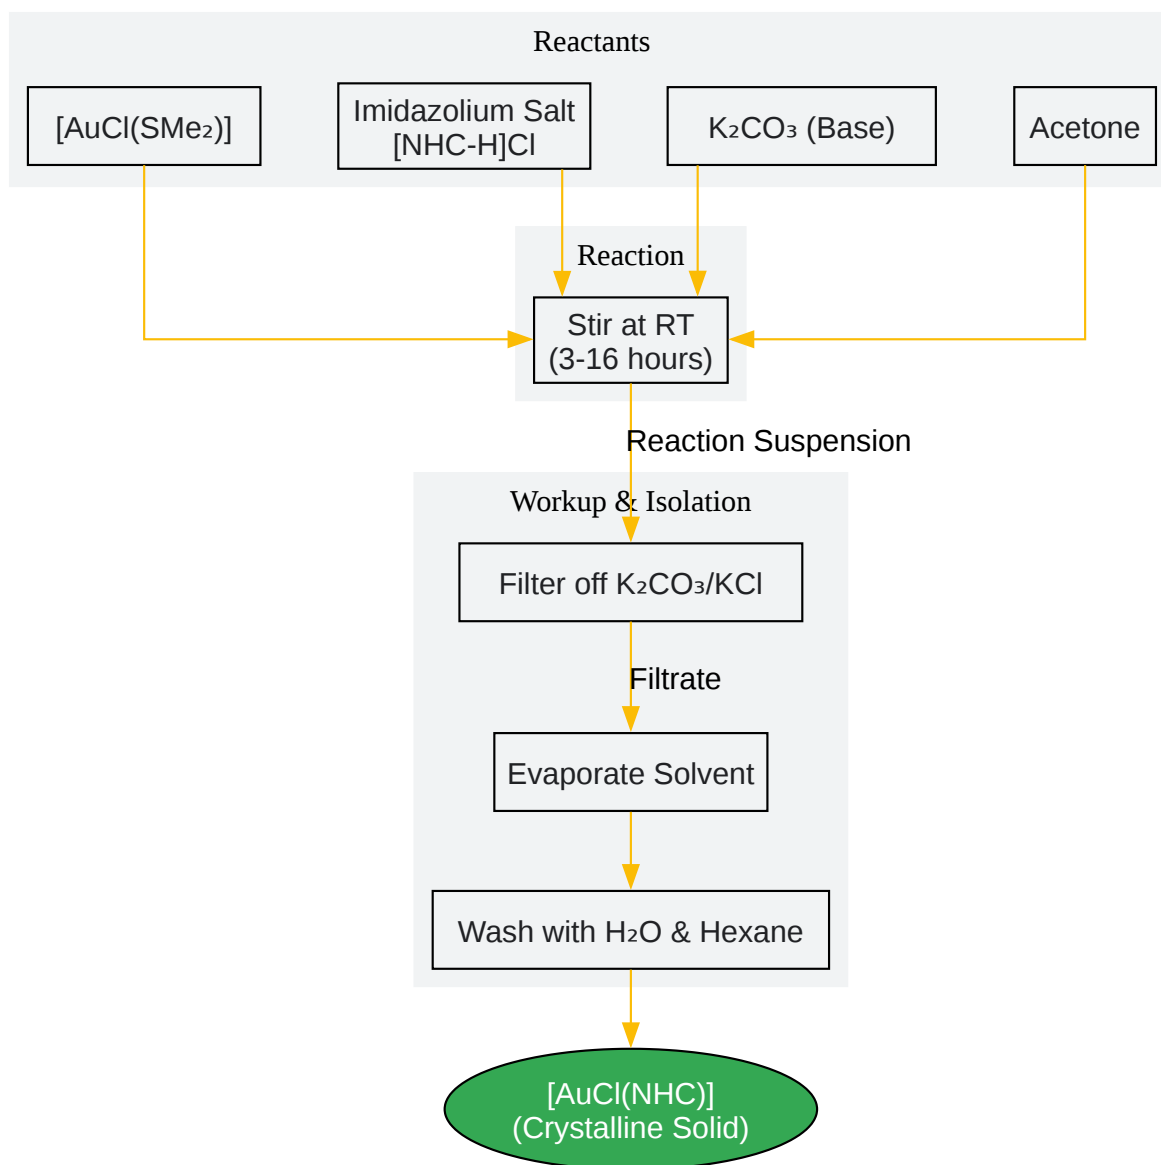 Reactants
[AuCl(SMe₂)]
Imidazolium Salt
[NHC-H]Cl
K₂CO₃ (Base)
Acetone
Reaction
Stir at RT
(3-16 hours)
Reaction Suspension
Workup & Isolation
Filter off K₂CO₃/KCl
Filtrate
Evaporate Solvent
Wash with H₂O & Hexane
[AuCl(NHC)]
(Crystalline Solid)